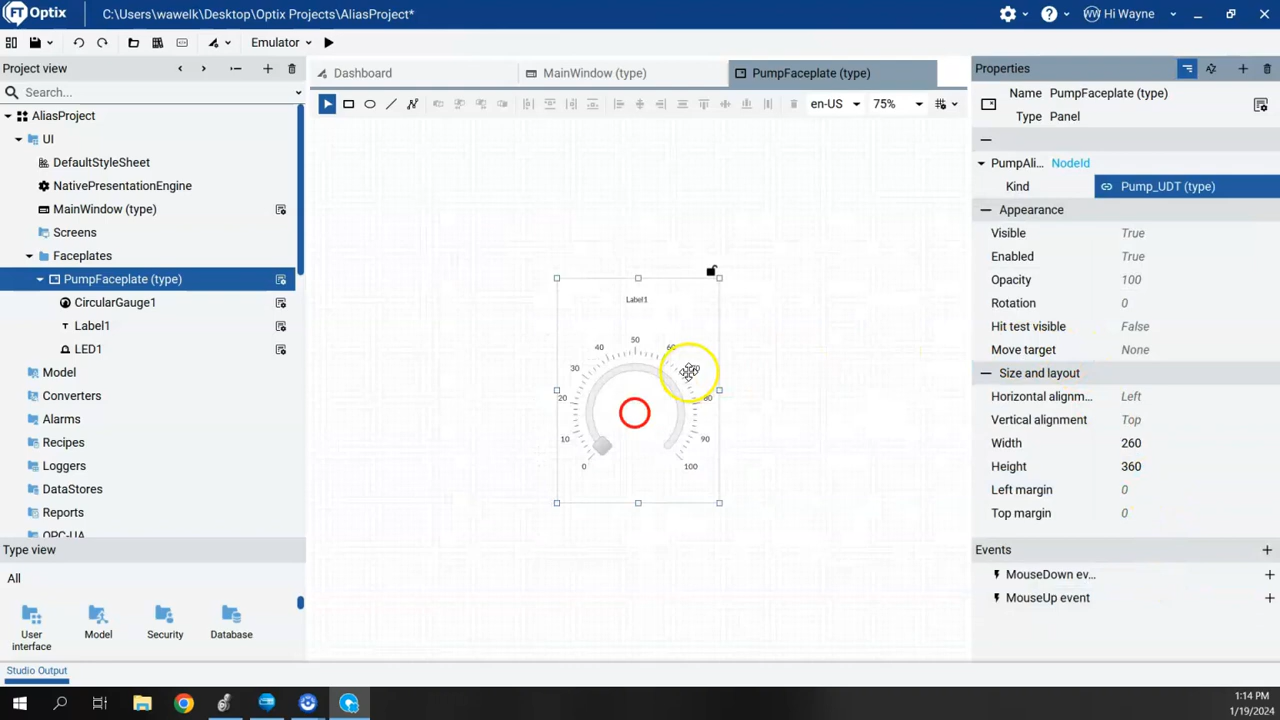 FT Optix C:\Users\wawelk\Desktop\Optix Projects\AliasProject* WW Hi Wayne
Emulator
Project view
Search...
AliasProject
UI
DefaultStyleSheet
NativePresentationEngine
MainWindow (type)
Screens
Faceplates
PumpFaceplate (type)
CircularGauge1
Label1
LED1
Model
Converters
Alarms
Recipes
Loggers
DataStores
Reports
OPC-UA
Type view
All
User interface
Model
Security
Database
Studio Output
Dashboard
MainWindow (type)
PumpFaceplate (type)
en-US 75%
Label1
50
40 60
30
20 80
10 90
0 100
Properties
Name PumpFaceplate (type)
Type Panel
PumpAli... NodeId
Kind Pump_UDT (type)
Appearance
Visible True
Enabled True
Opacity 100
Rotation 0
Hit test visible False
Move target None
Size and layout
Horizontal alignm... Left
Vertical alignment Top
Width 260
Height 360
Left margin 0
Top margin 0
Events
MouseDown ev...
MouseUp event
1:14 PM
1/19/2024